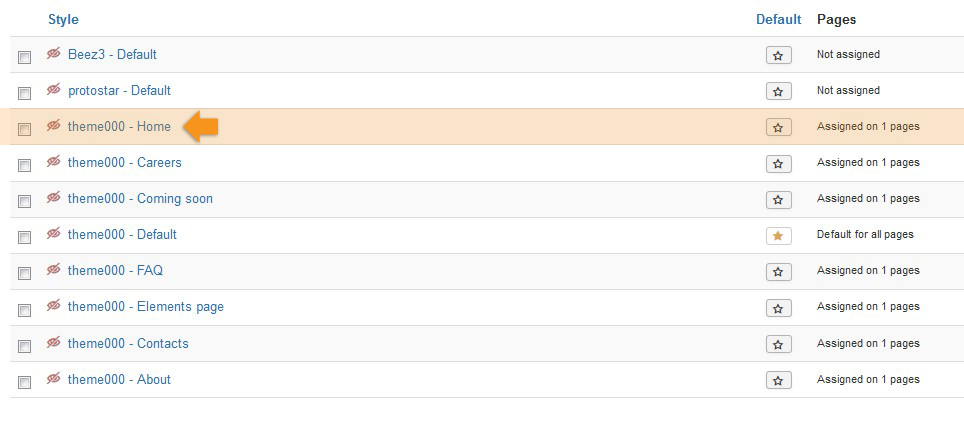 Style Default Pages
Beez3 - Default Not assigned
protostar - Default Not assigned
theme000 - Home Assigned on 1 pages
theme000 - Careers Assigned on 1 pages
theme000 - Coming soon Assigned on 1 pages
theme000 - Default Default for all pages
theme000 - FAQ Assigned on 1 pages
theme000 - Elements page Assigned on 1 pages
theme000 - Contacts Assigned on 1 pages
theme000 - About Assigned on 1 pages